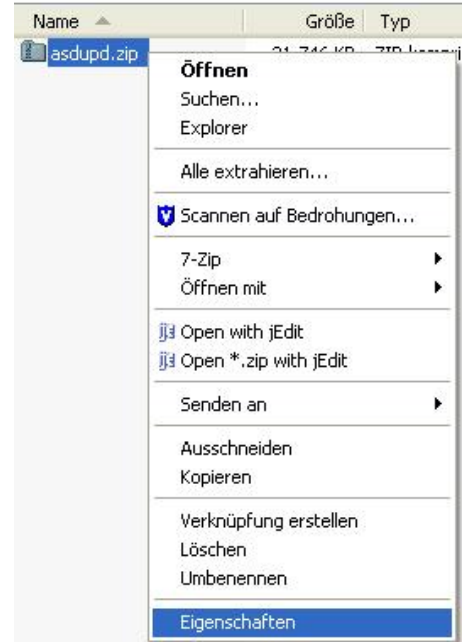 Name Größe Typ
asdupd.zip
Öffnen
Suchen...
Explorer
Alle extrahieren...
Scannen auf Bedrohungen...
7-Zip
Öffnen mit
Open with jEdit
Open *.zip with jEdit
Senden an
Ausschneiden
Kopieren
Verknüpfung erstellen
Löschen
Umbenennen
Eigenschaften